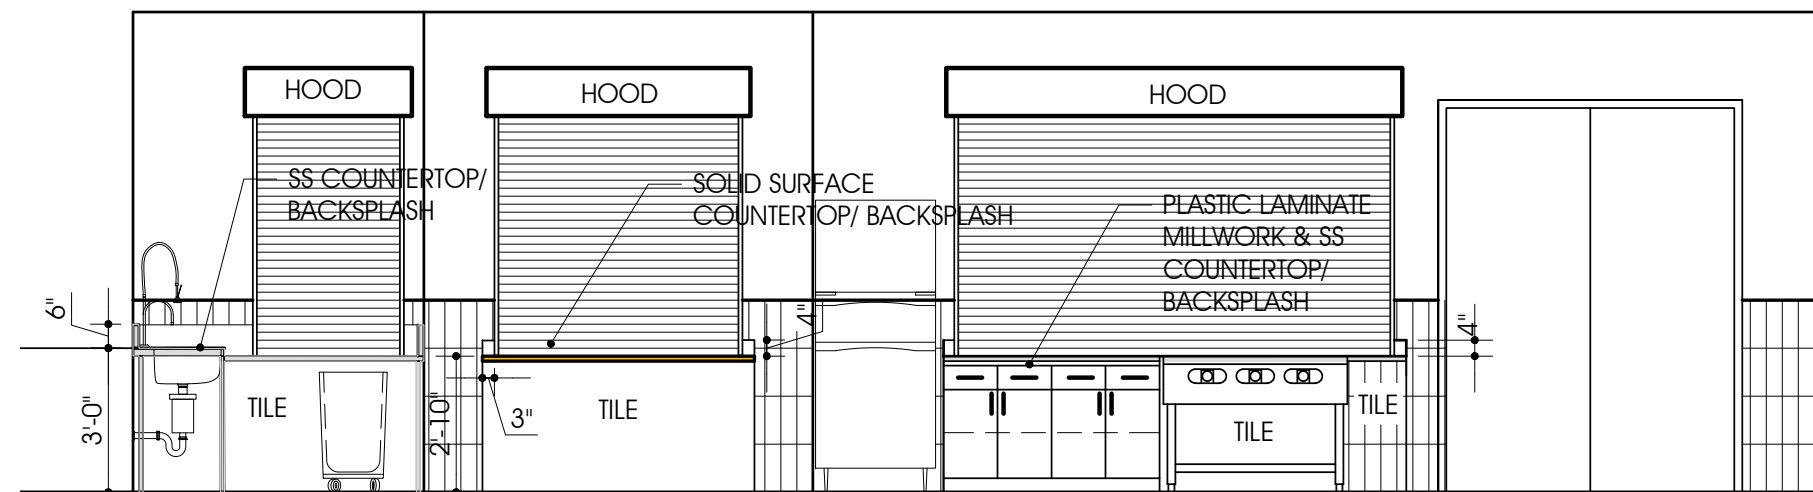 HOOD
HOOD
HOOD
SS COUNTERTOP/
BACKSPLASH
SOLID SURFACE
COUNTERTOP/ BACKSPLASH
PLASTIC LAMINATE
MILLWORK & SS
COUNTERTOP/
BACKSPLASH
6"
4"
4"
3'-0"
TILE
2'-10"
3"
TILE
TILE
TILE